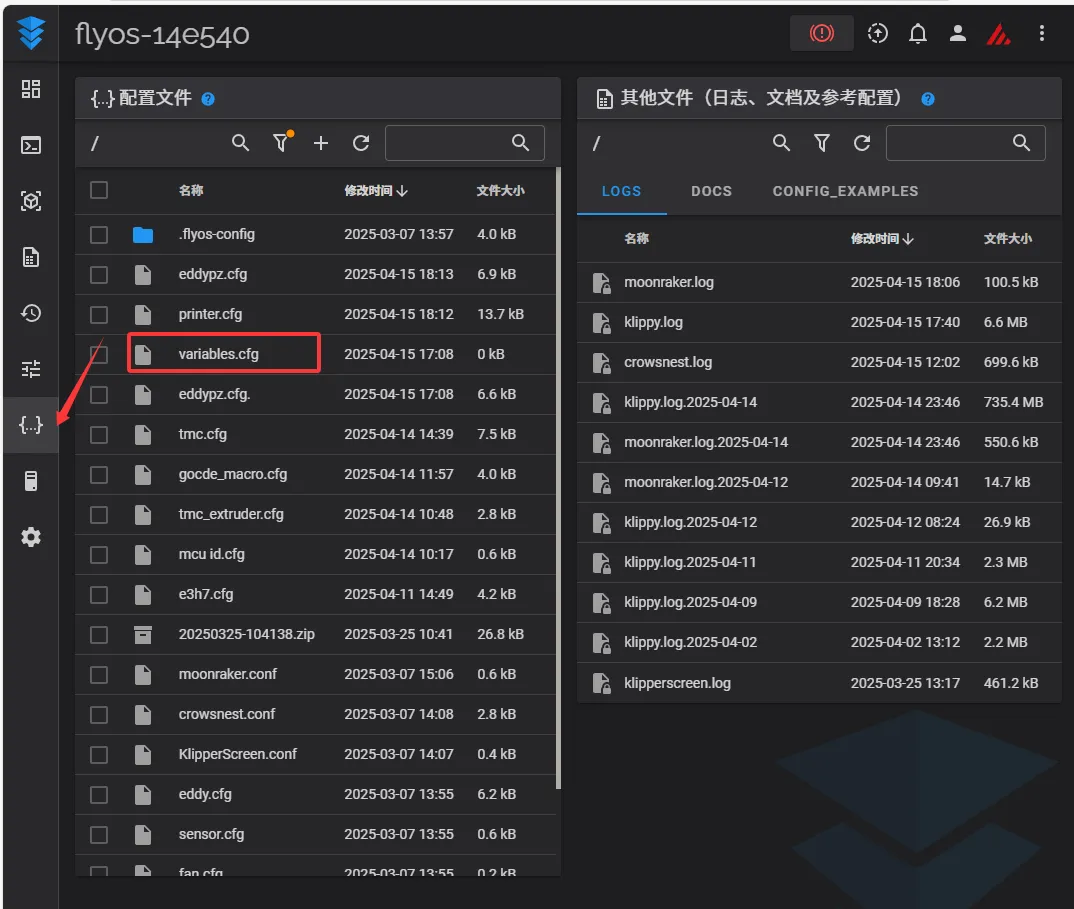 flyos-14e540
{...} 配置文件
/
名称 修改时间 文件大小
.flyos-config 2025-03-07 13:57 4.0 kB
eddypz.cfg 2025-04-15 18:13 6.9 kB
printer.cfg 2025-04-15 18:12 13.7 kB
variables.cfg 2025-04-15 17:08 0 kB
eddypz.cfg. 2025-04-15 17:08 6.6 kB
tmc.cfg 2025-04-14 14:39 7.5 kB
gocde_macro.cfg 2025-04-14 11:57 4.0 kB
tmc_extruder.cfg 2025-04-14 10:48 2.8 kB
mcu id.cfg 2025-04-14 10:17 0.6 kB
e3h7.cfg 2025-04-11 14:49 4.2 kB
20250325-104138.zip 2025-03-25 10:41 26.8 kB
moonraker.conf 2025-03-07 15:06 0.6 kB
crowsnest.conf 2025-03-07 14:08 2.8 kB
KlipperScreen.conf 2025-03-07 14:07 0.4 kB
eddy.cfg 2025-03-07 13:55 6.2 kB
sensor.cfg 2025-03-07 13:55 0.6 kB
fan.cfg 2025-03-07 13:55 0.2 kB
其他文件（日志、文档及参考配置）
/
LOGS DOCS CONFIG_EXAMPLES
名称 修改时间 文件大小
moonraker.log 2025-04-15 18:06 100.5 kB
klippy.log 2025-04-15 17:40 6.6 MB
crowsnest.log 2025-04-15 12:02 699.6 kB
klippy.log.2025-04-14 2025-04-14 23:46 735.4 MB
moonraker.log.2025-04-14 2025-04-14 23:46 550.6 kB
moonraker.log.2025-04-12 2025-04-14 09:41 14.7 kB
klippy.log.2025-04-12 2025-04-12 08:24 26.9 kB
klippy.log.2025-04-11 2025-04-11 20:34 2.3 MB
klippy.log.2025-04-09 2025-04-09 18:28 6.2 MB
klippy.log.2025-04-02 2025-04-02 13:12 2.2 MB
klipperscreen.log 2025-03-25 13:17 461.2 kB